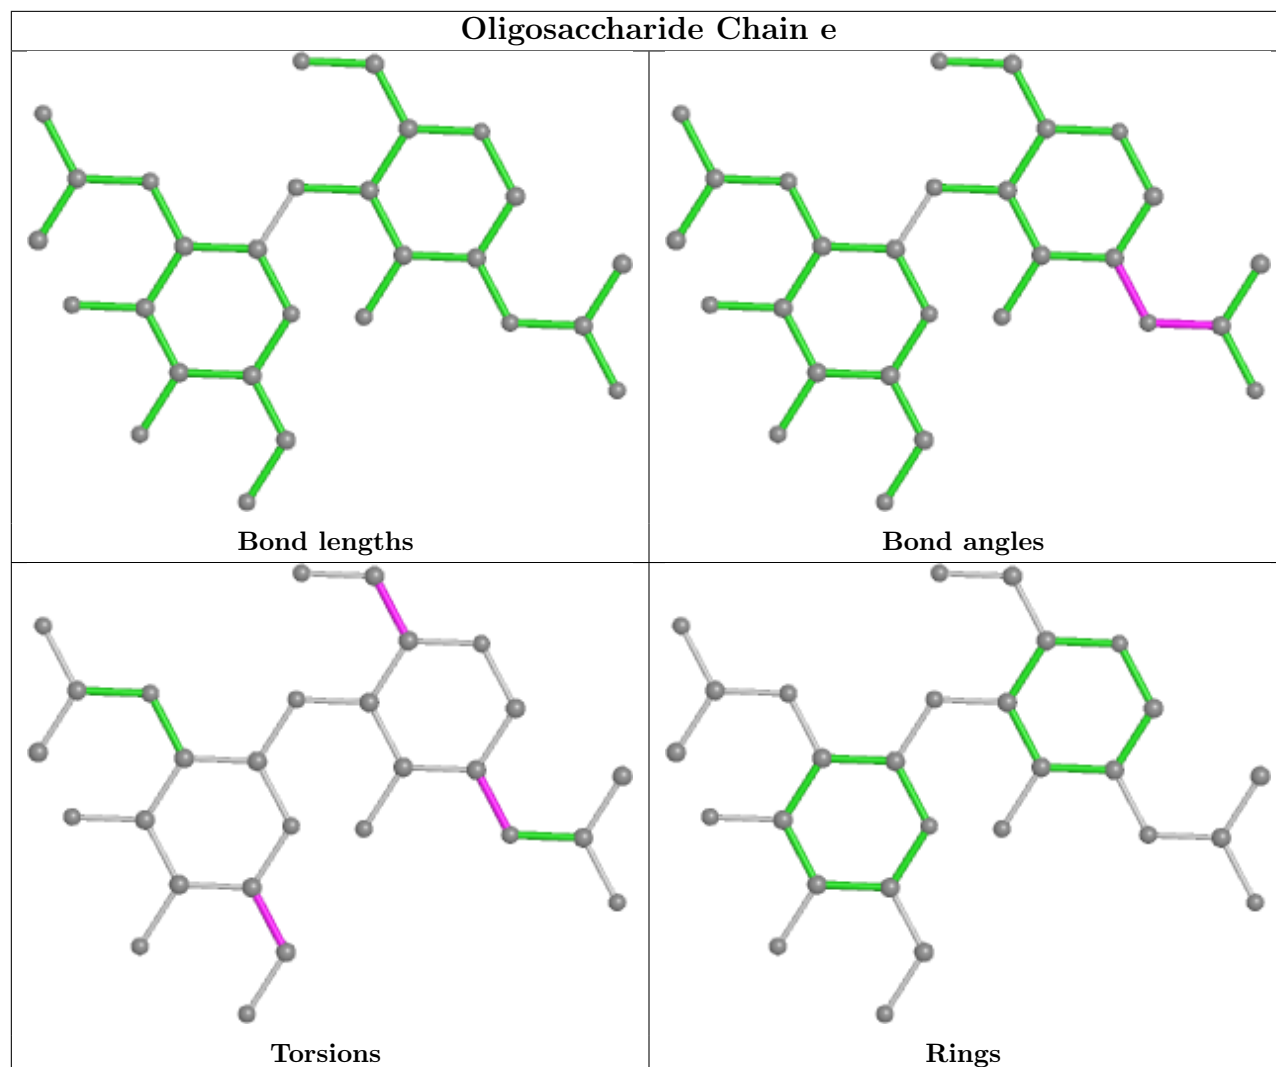 Oligosaccharide Chain e
Bond lengths
Bond angles
Torsions
Rings